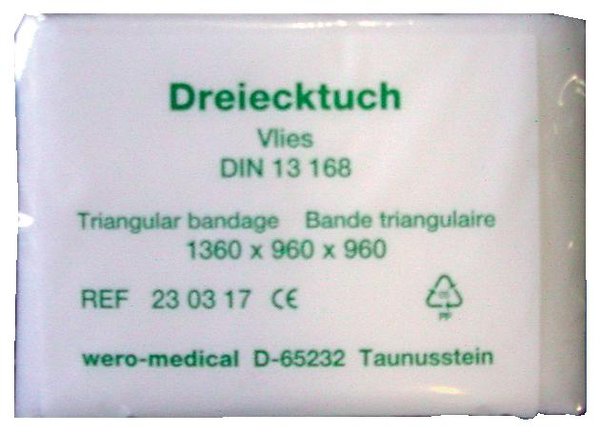 Dreiecktuch
Vlies
DIN 13 168
Triangular bandage Bande triangulaire
1360 x 960 x 960
REF 23 03 17 CE
PP
wero-medical D-65232 Taunusstein